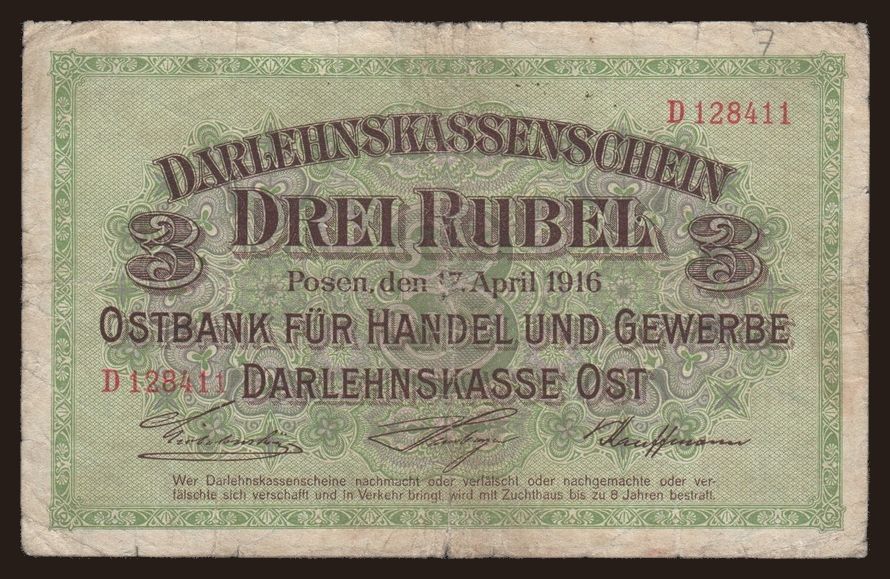 7
D 128411
DARLEHNSKASSENSCHEIN
3 DREI RUBEL 3
Posen, den 17. April 1916
OSTBANK FÜR HANDEL UND GEWERBE
D 128411 DARLEHNSKASSE OST
Kauffmann
Wer Darlehnskassenscheine nachmacht oder verfälscht oder nachgemachte oder ver-
fälschte sich verschafft und in Verkehr bringt, wird mit Zuchthaus bis zu 8 Jahren bestraft.